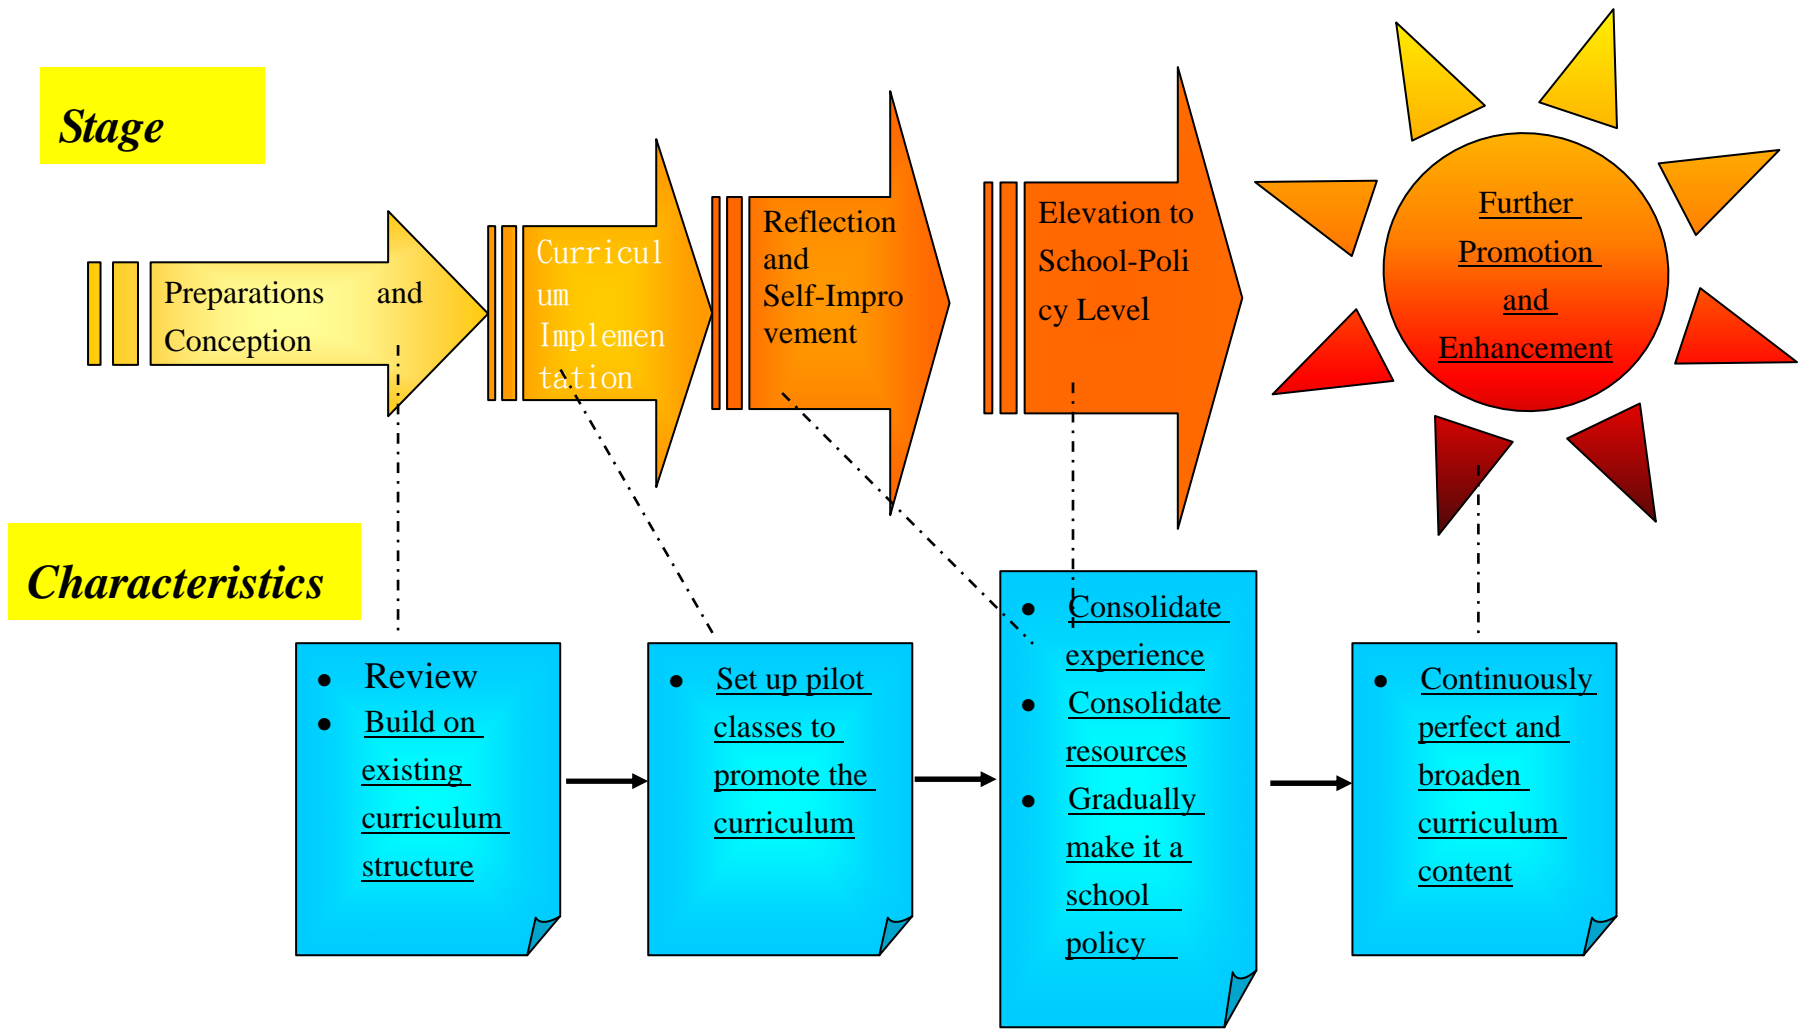 Stage
Preparations and
Conception
Curricul
um
Implemen
tation
Reflection
and
Self-Impro
vement
Elevation to
School-Poli
cy Level
Further
Promotion
and
Enhancement
Characteristics
● Review
● Build on
existing
curriculum
structure
● Set up pilot
classes to
promote the
curriculum
● Consolidate
experience
● Consolidate
resources
● Gradually
make it a
school
policy
● Continuously
perfect and
broaden
curriculum
content